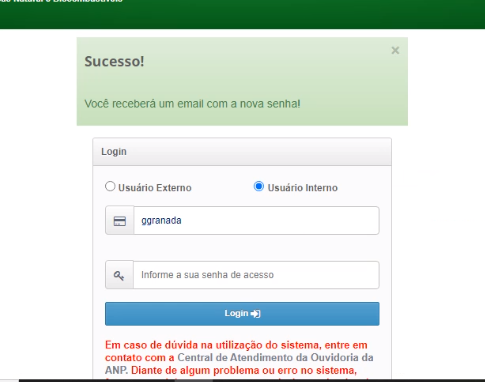 Sucesso!
Você receberá um email com a nova senha!
Login
Usuário Externo
Usuário Interno
ggranada
Informe a sua senha de acesso
Login
Em caso de dúvida na utilização do sistema, entre em
contato com a Central de Atendimento da Ouvidoria da
ANP. Diante de algum problema ou erro no sistema,